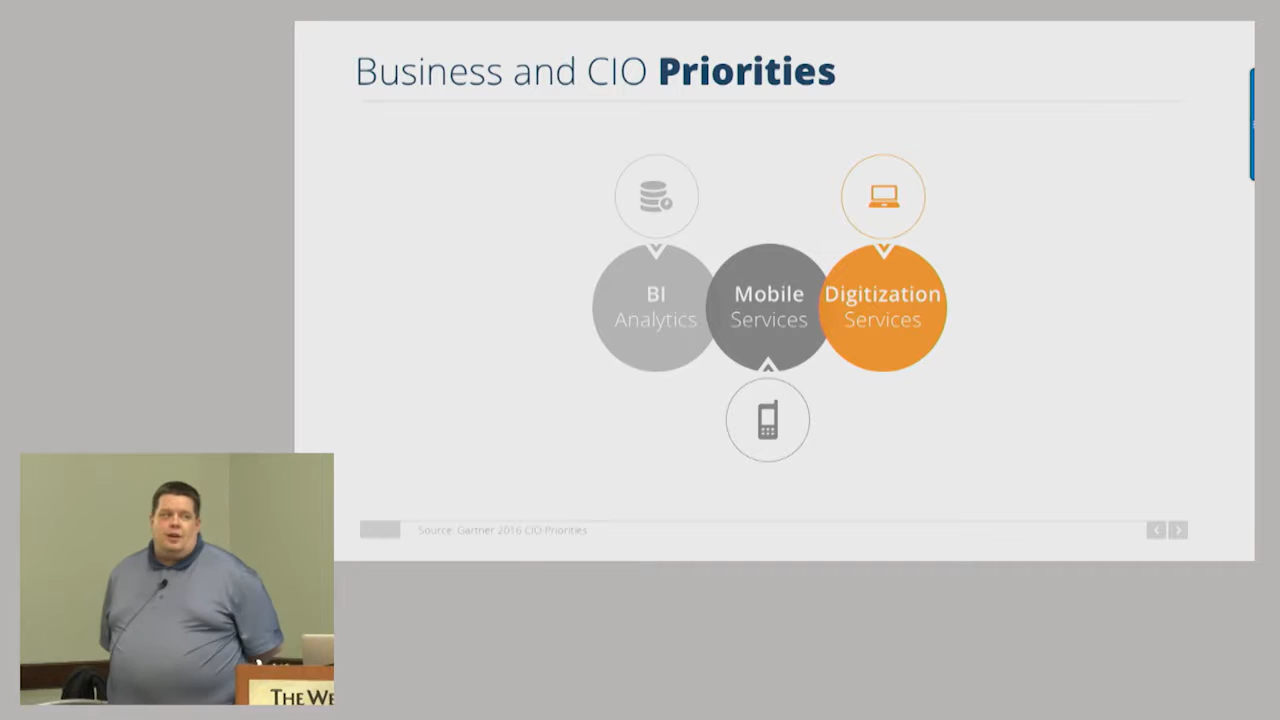 Business and CIO Priorities
BI
Analytics
Mobile
Services
Digitization
Services
Source: Gartner 2016 CIO Priorities
THE WE